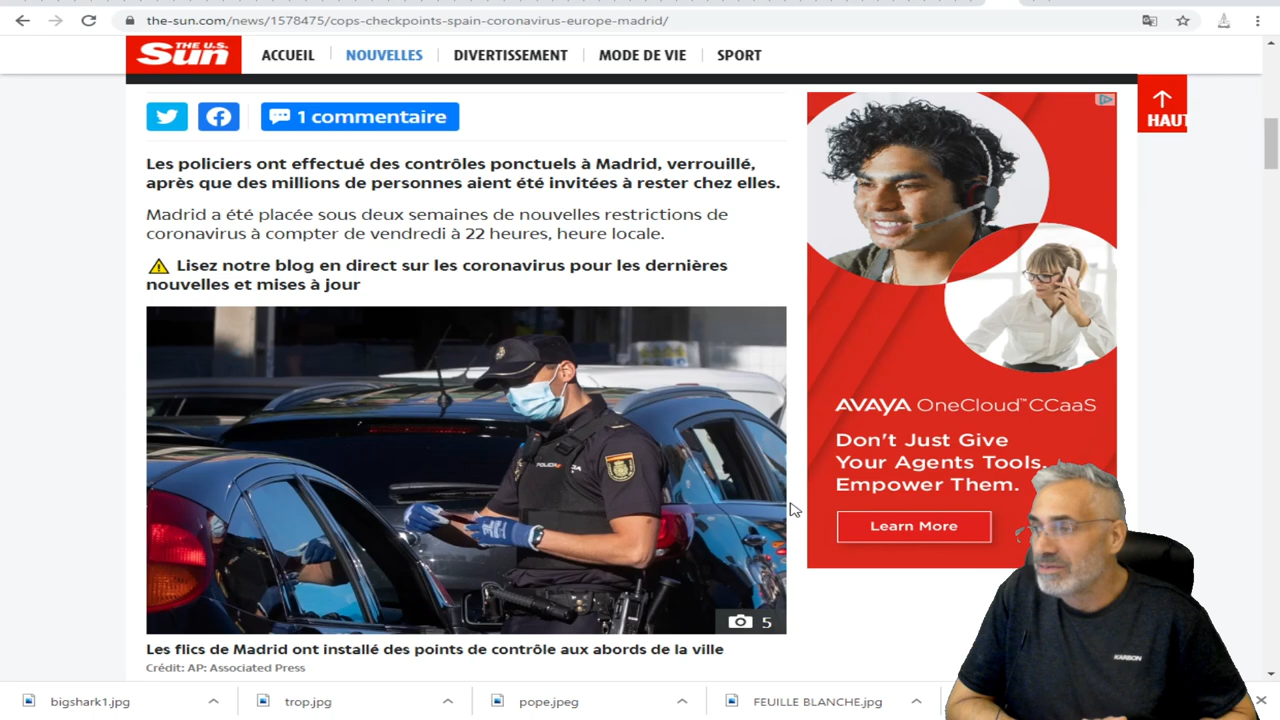 the-sun.com/news/1578475/cops-checkpoints-spain-coronavirus-europe-madrid/
THE U.S. Sun
ACCUEIL NOUVELLES DIVERTISSEMENT MODE DE VIE SPORT
HAUT
1 commentaire
Les policiers ont effectué des contrôles ponctuels à Madrid, verrouillé,
après que des millions de personnes aient été invitées à rester chez elles.
Madrid a été placée sous deux semaines de nouvelles restrictions de
coronavirus à compter de vendredi à 22 heures, heure locale.
Lisez notre blog en direct sur les coronavirus pour les dernières
nouvelles et mises à jour
5
Les flics de Madrid ont installé des points de contrôle aux abords de la ville
Crédit: AP: Associated Press
AVAYA OneCloud™CCaaS
Don't Just Give
Your Agents Tools.
Empower Them.
Learn More
KARBON
bigshark1.jpg trop.jpg pope.jpeg FEUILLE BLANCHE.jpg